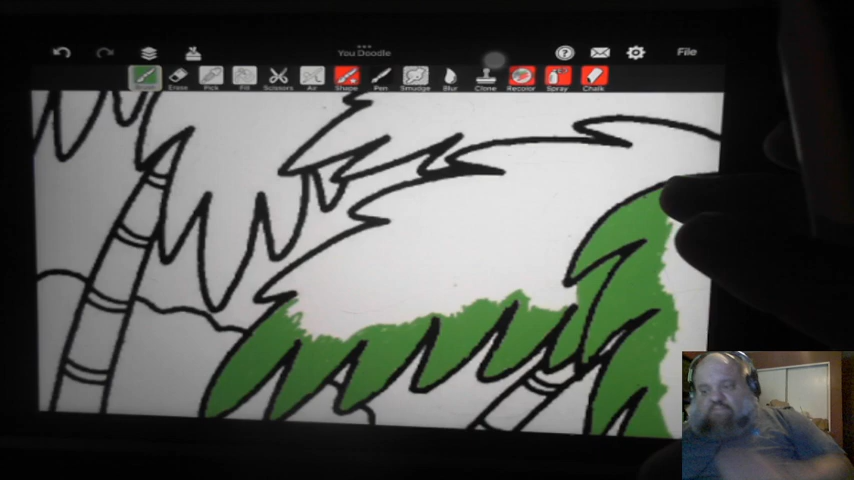 You Doodle
File
Erase Pick Fill Scissors Air Shape Pen Smudge Blur Clone Recolor Spray Chalk